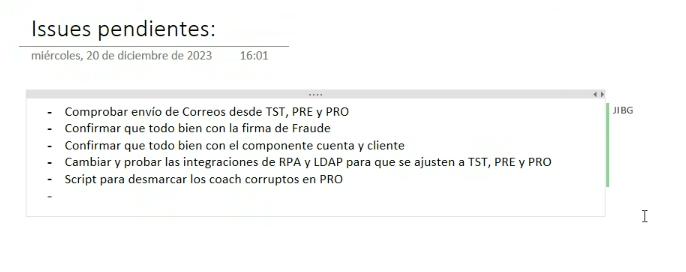 Issues pendientes:
miércoles, 20 de diciembre de 2023 16:01
- Comprobar envío de Correos desde TST, PRE y PRO
JIBG
- Confirmar que todo bien con la firma de Fraude
- Confirmar que todo bien con el componente cuenta y cliente
- Cambiar y probar las integraciones de RPA y LDAP para que se ajusten a TST, PRE y PRO
- Script para desmarcar los coach corruptos en PRO
-